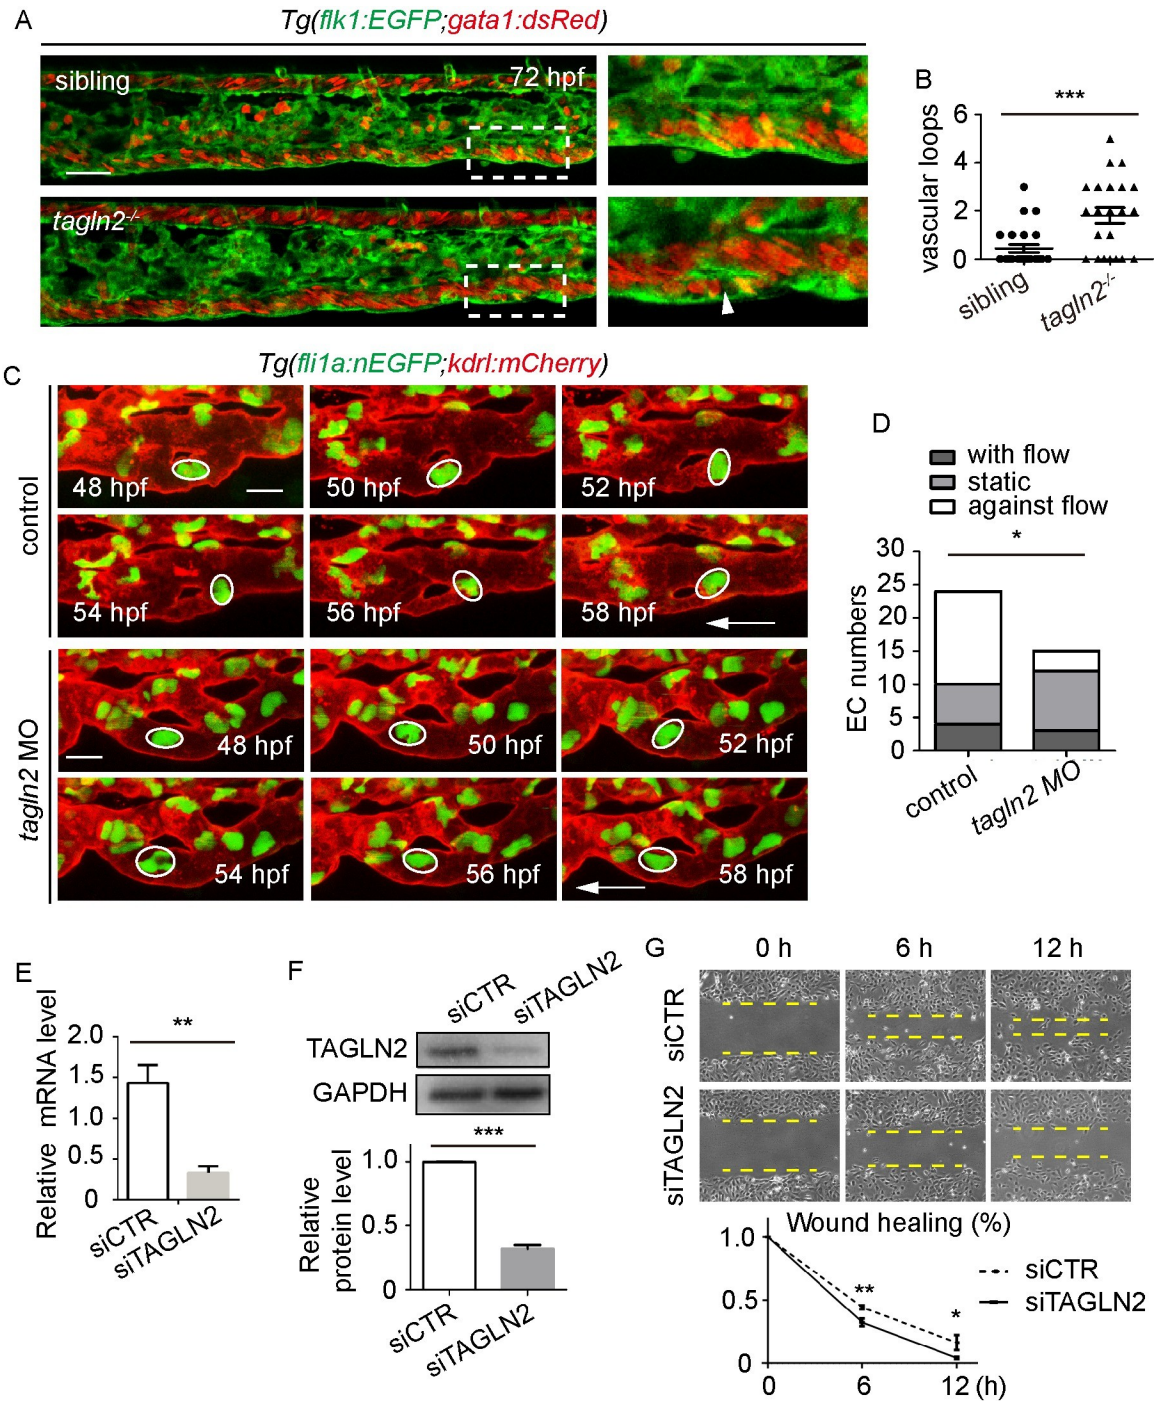 A
Tg(flk1:EGFP;gata1:dsRed)
sibling
72 hpf
tagln2-/-
B
***
vascular loops
6
4
2
0
sibling
tagln2-/-
C
Tg(fli1a:nEGFP;kdrl:mCherry)
control
48 hpf
50 hpf
52 hpf
54 hpf
56 hpf
58 hpf
tagln2 MO
48 hpf
50 hpf
52 hpf
54 hpf
56 hpf
58 hpf
D
with flow
static
against flow
*
EC numbers
30
25
20
15
10
5
0
control
tagln2 MO
E
**
Relative mRNA level
2.0
1.5
1.0
0.5
0
siCTR
siTAGLN2
F
siCTR
siTAGLN2
TAGLN2
GAPDH
***
Relative
protein level
1.0
0.5
0
siCTR
siTAGLN2
G
0 h
6 h
12 h
siCTR
siTAGLN2
Wound healing (%)
1.0
0.5
0
**
*
siCTR
siTAGLN2
0
6
12 (h)